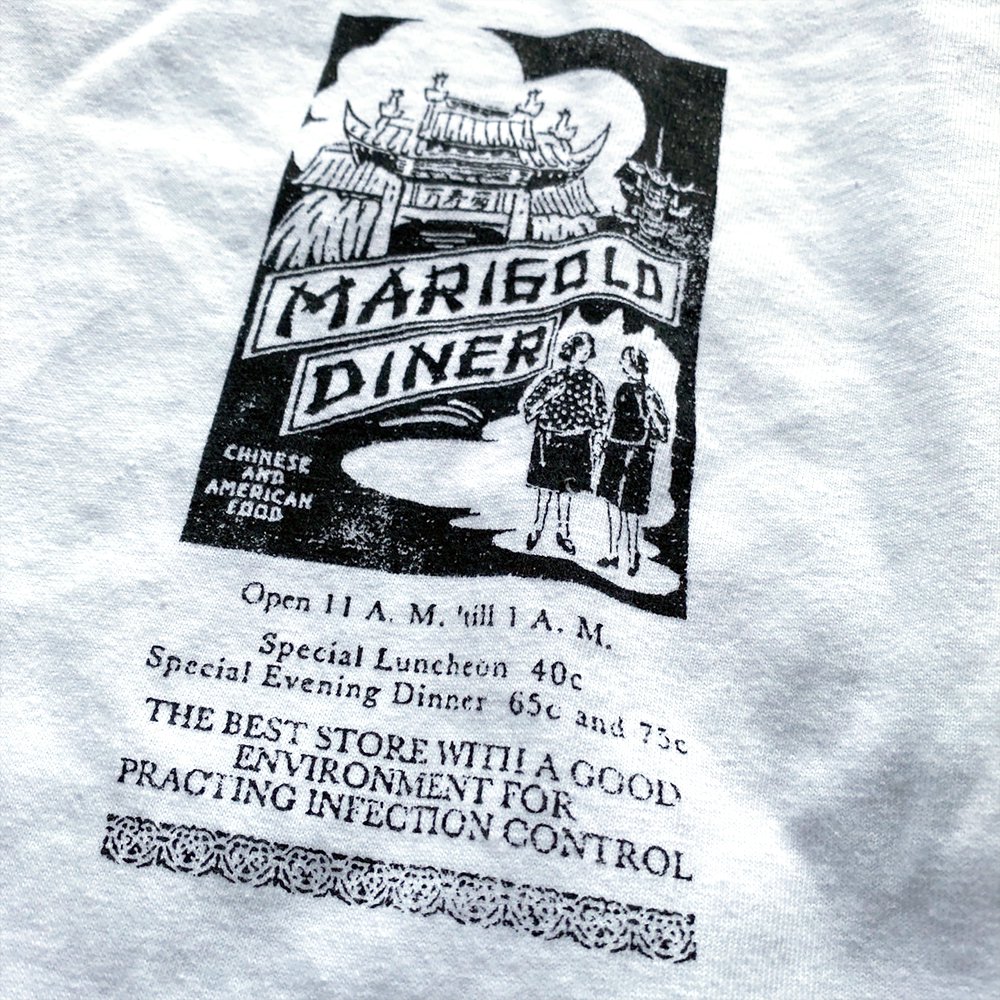 MARIGOLD
DINER
CHINESE
AND
AMERICAN
FOOD
Open 11 A. M. 'till 1 A. M.
Special Luncheon 40c
Special Evening Dinner 65c and 75c
THE BEST STORE WITH A GOOD
ENVIRONMENT FOR
PRACTING INFECTION CONTROL